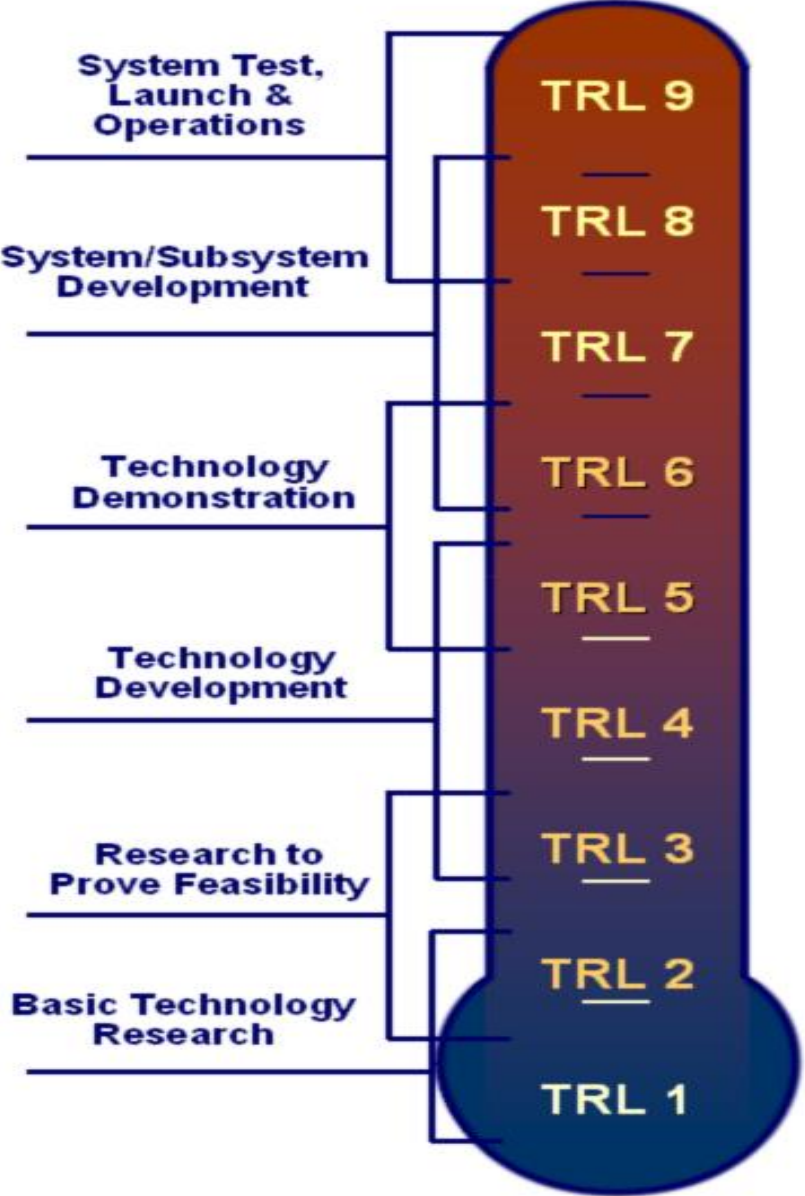 System Test,
Launch &
Operations
System/Subsystem
Development
Technology
Demonstration
Technology
Development
Research to
Prove Feasibility
Basic Technology
Research
TRL 9
TRL 8
TRL 7
TRL 6
TRL 5
TRL 4
TRL 3
TRL 2
TRL 1